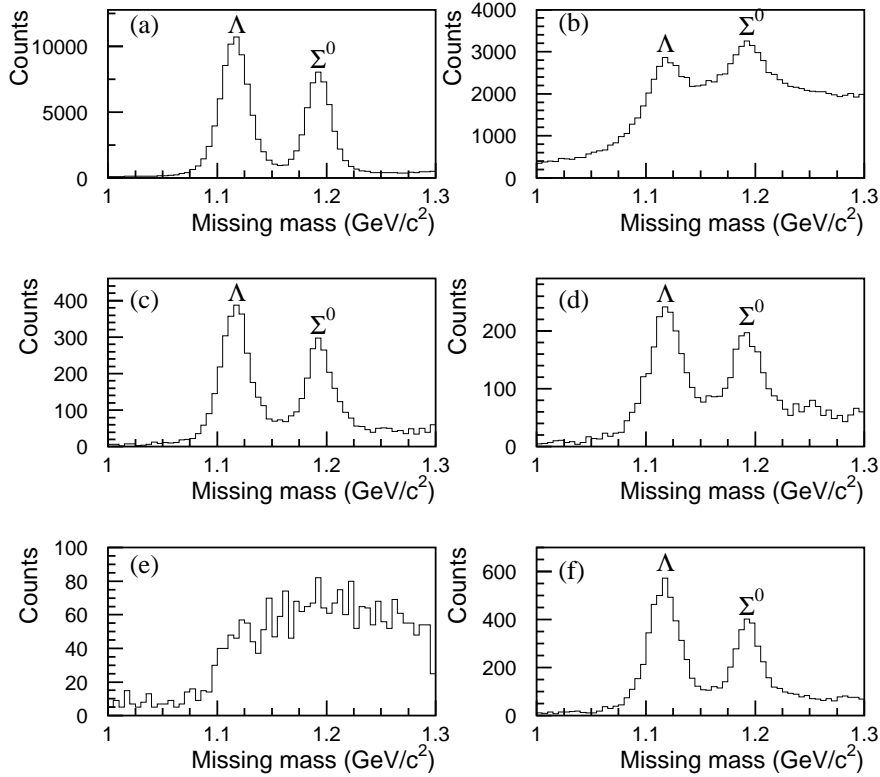 (a)
Λ
Σ⁰
Counts
10000
5000
0
1
1.1
1.2
1.3
Missing mass (GeV/c²)
(b)
Λ
Σ⁰
Counts
4000
3000
2000
1000
0
1
1.1
1.2
1.3
Missing mass (GeV/c²)
(c)
Λ
Σ⁰
Counts
400
300
200
100
0
1
1.1
1.2
1.3
Missing mass (GeV/c²)
(d)
Λ
Σ⁰
Counts
200
100
0
1
1.1
1.2
1.3
Missing mass (GeV/c²)
(e)
Counts
100
80
60
40
20
0
1
1.1
1.2
1.3
Missing mass (GeV/c²)
(f)
Λ
Σ⁰
Counts
600
400
200
0
1
1.1
1.2
1.3
Missing mass (GeV/c²)